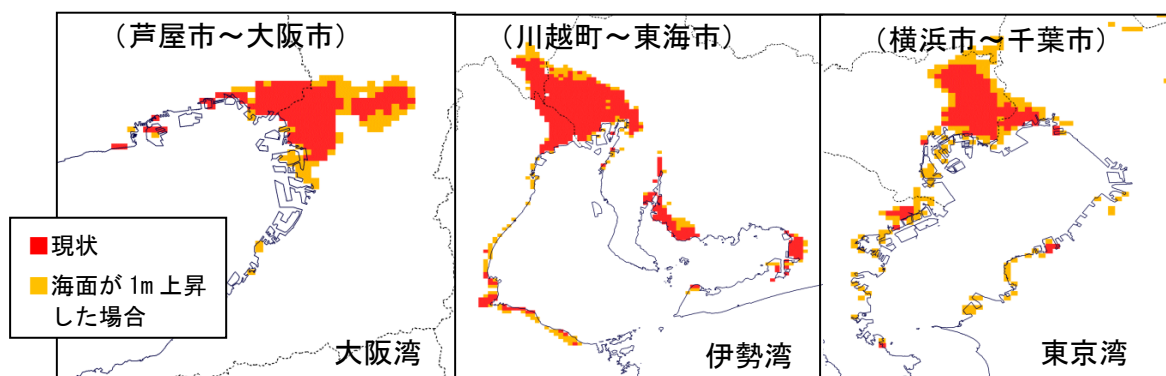 （芦屋市～大阪市）
（川越町～東海市）
（横浜市～千葉市）
現状
海面が 1m 上昇
した場合
大阪湾
伊勢湾
東京湾